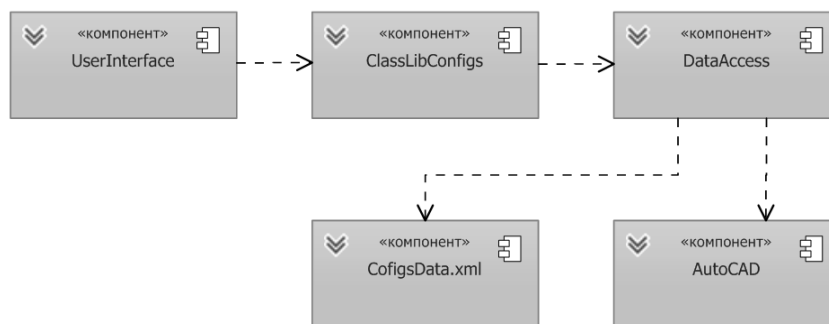 «компонент»
UserInterface
«компонент»
ClassLibConfigs
«компонент»
DataAccess
«компонент»
CofigsData.xml
«компонент»
AutoCAD